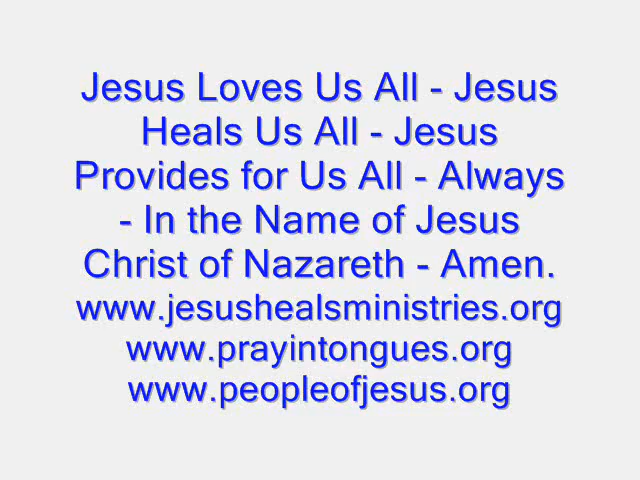 Jesus Loves Us All - Jesus
Heals Us All - Jesus
Provides for Us All - Always
- In the Name of Jesus
Christ of Nazareth - Amen.
www.jesushealsministries.org
www.prayintongues.org
www.peopleofjesus.org